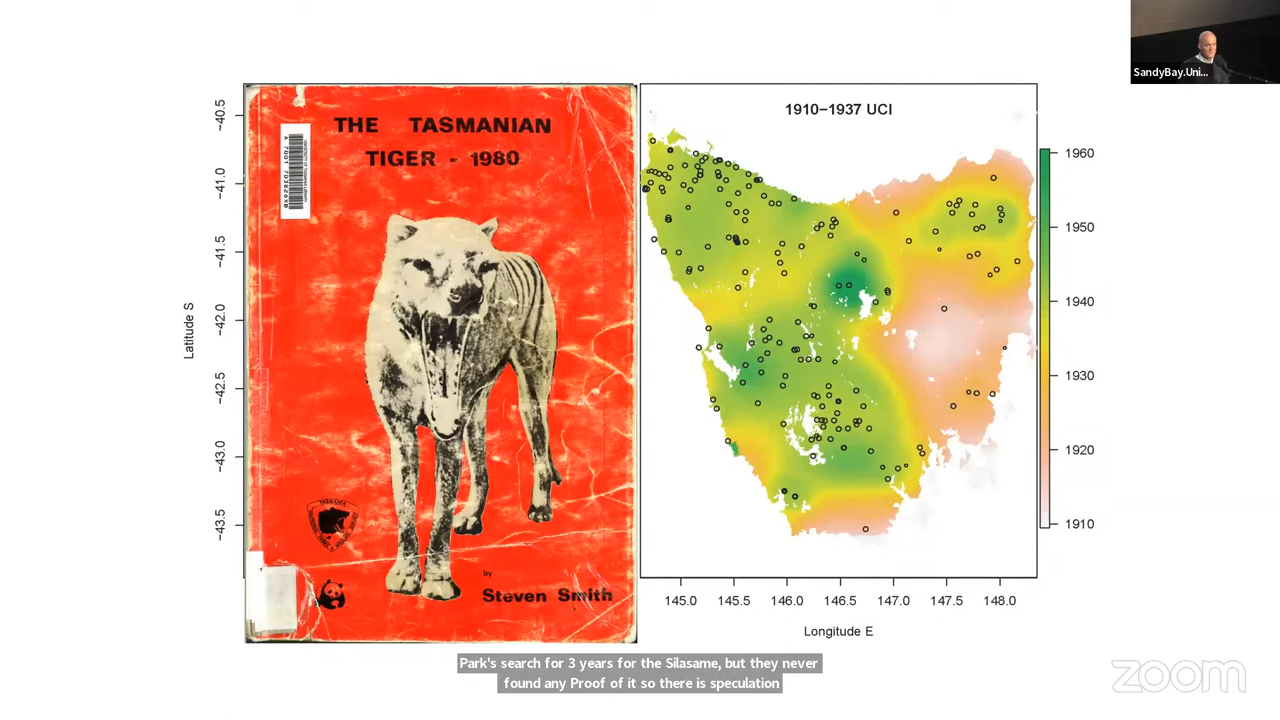 SandyBay.Uni...
THE TASMANIAN
TIGER - 1980
by
Steven Smith
1910−1937 UCI
Latitude S
−40.5
−41.0
−41.5
−42.0
−42.5
−43.0
−43.5
145.0 145.5 146.0 146.5 147.0 147.5 148.0
Longitude E
1960
1950
1940
1930
1920
1910
Park's search for 3 years for the Silasame, but they never
found any Proof of it so there is speculation
zoom